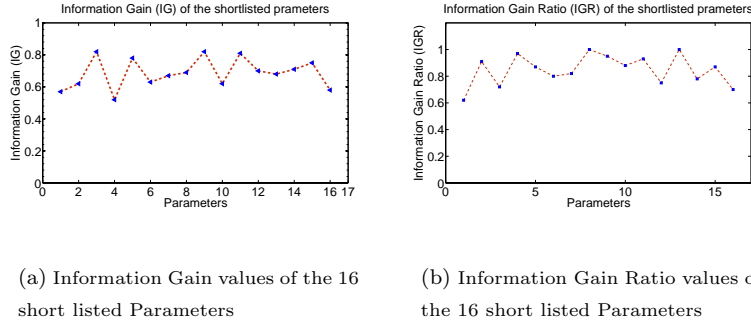 Information Gain (IG) of the shortlisted prameters
1
0.8
0.6
0.4
0.2
0
Information Gain (IG)
0 2 4 6 8 10 12 14 16 17
Parameters
(a) Information Gain values of the 16
short listed Parameters
Information Gain Ratio (IGR) of the shortlisted parameters
1
0.8
0.6
0.4
0.2
0
Information Gain Ratio (IGR)
0 5 10 15
Parameters
(b) Information Gain Ratio values o
the 16 short listed Parameters